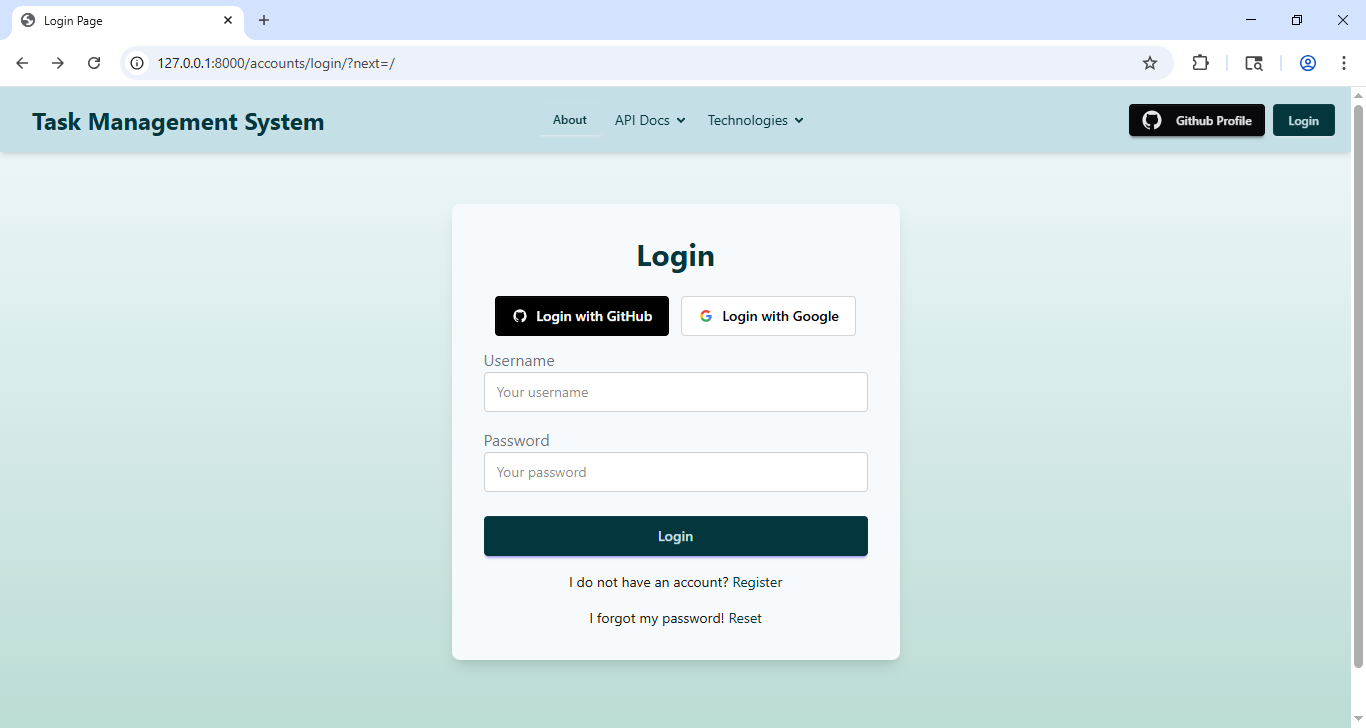 Login Page
127.0.0.1:8000/accounts/login/?next=/
Task Management System About API Docs Technologies Github Profile Login
Login
Login with GitHub Login with Google
Username
Your username
Password
Your password
Login
I do not have an account? Register
I forgot my password! Reset